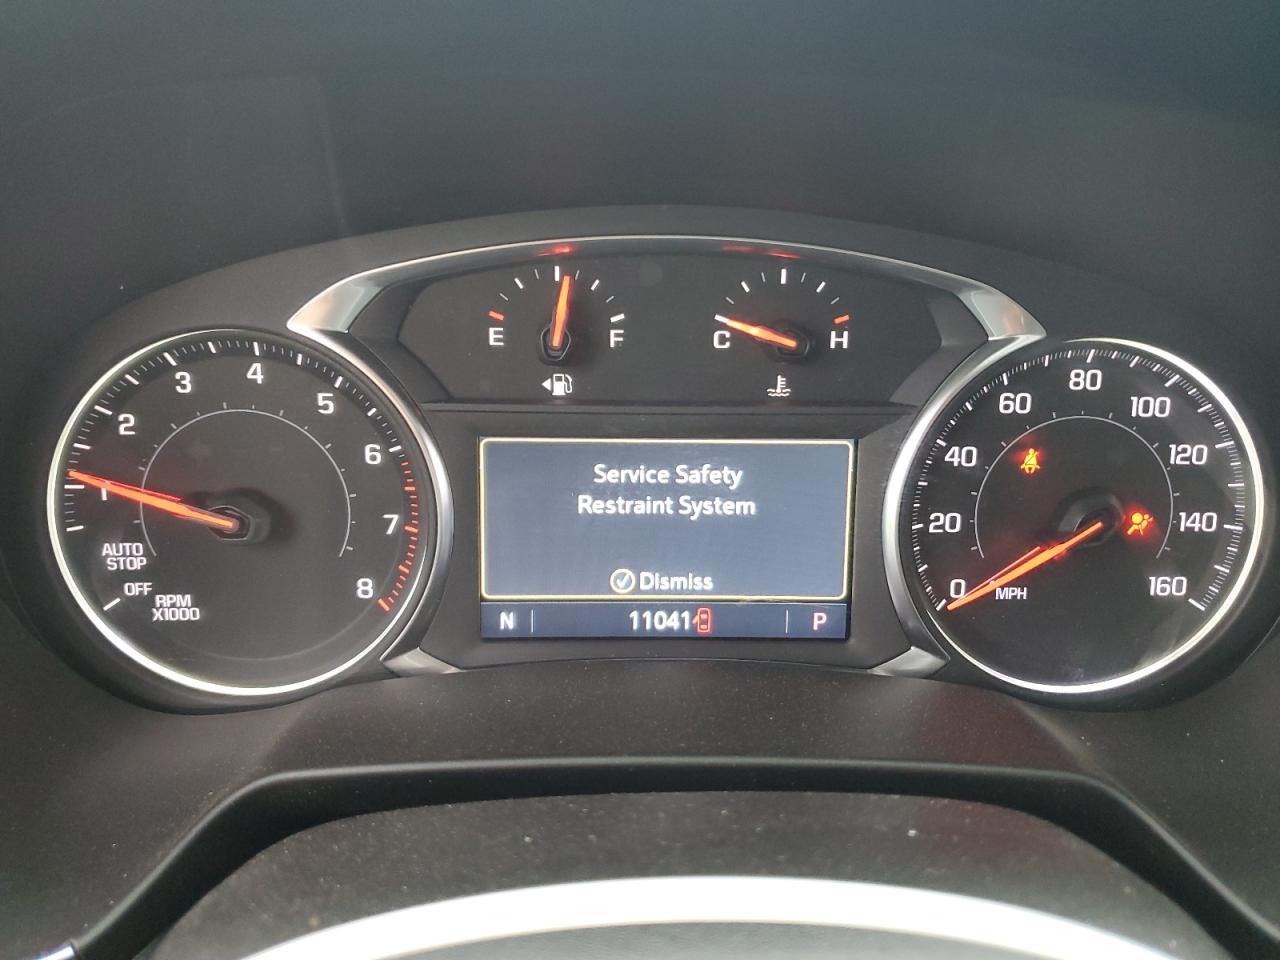 E F
C H
1 2 3 4 5 6 7 8
AUTO
STOP
OFF
RPM
X1000
Service Safety
Restraint System
Dismiss
N 11041 P
0 20 40 60 80 100 120 140 160
MPH